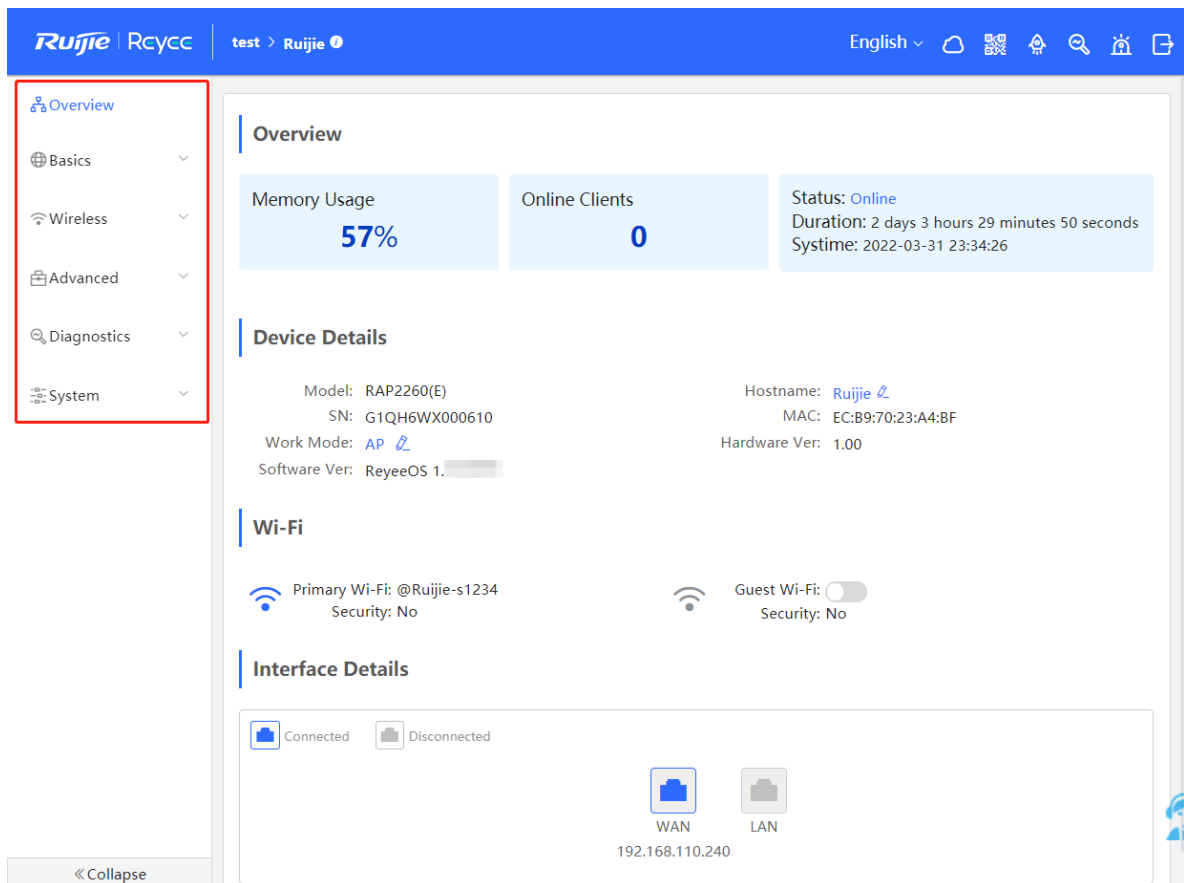 Ruijie | Reyee
test > Ruijie
English
Overview
Basics
Wireless
Advanced
Diagnostics
System
Collapse
Overview
Memory Usage
57%
Online Clients
0
Status: Online
Duration: 2 days 3 hours 29 minutes 50 seconds
Systime: 2022-03-31 23:34:26
Device Details
Model: RAP2260(E)
Hostname: Ruijie
SN: G1QH6WX000610
MAC: EC:B9:70:23:A4:BF
Work Mode: AP
Hardware Ver: 1.00
Software Ver: ReyeeOS 1.
Wi-Fi
Primary Wi-Fi: @Ruijie-s1234
Security: No
Guest Wi-Fi:
Security: No
Interface Details
Connected
Disconnected
WAN
LAN
192.168.110.240